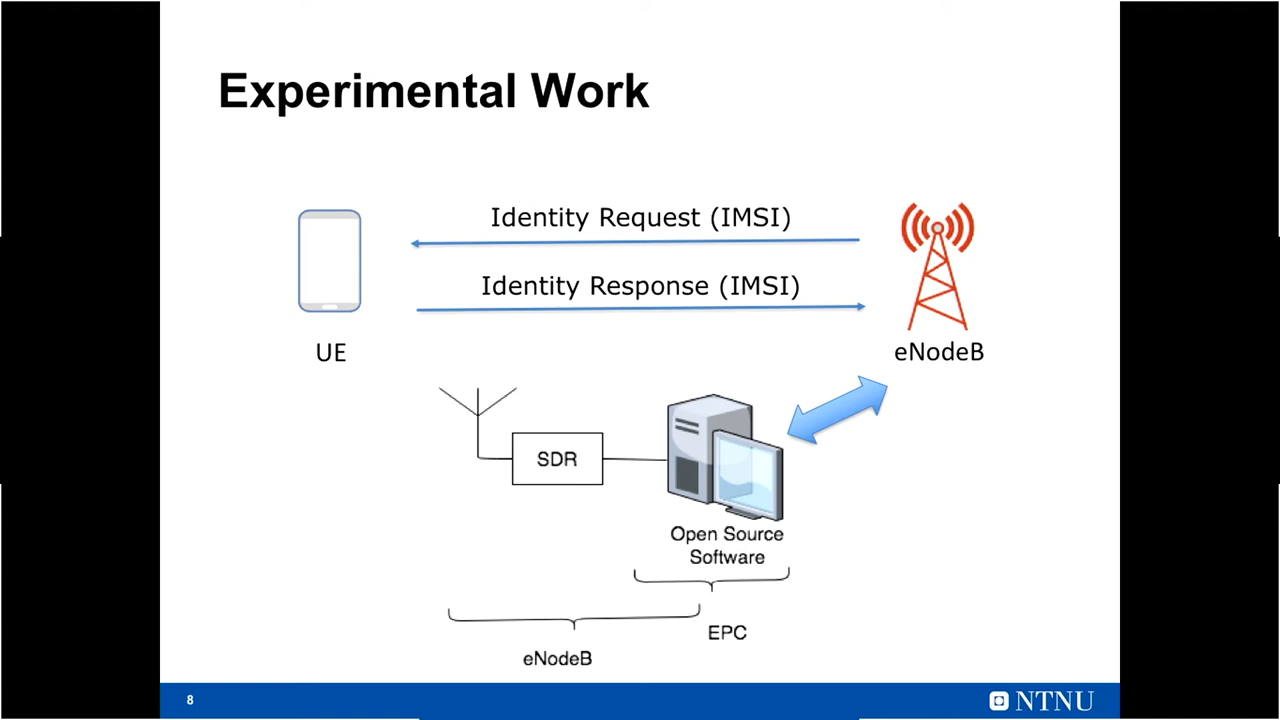 Experimental Work
Identity Request (IMSI)
Identity Response (IMSI)
UE
eNodeB
SDR
Open Source
Software
EPC
eNodeB
8
NTNU